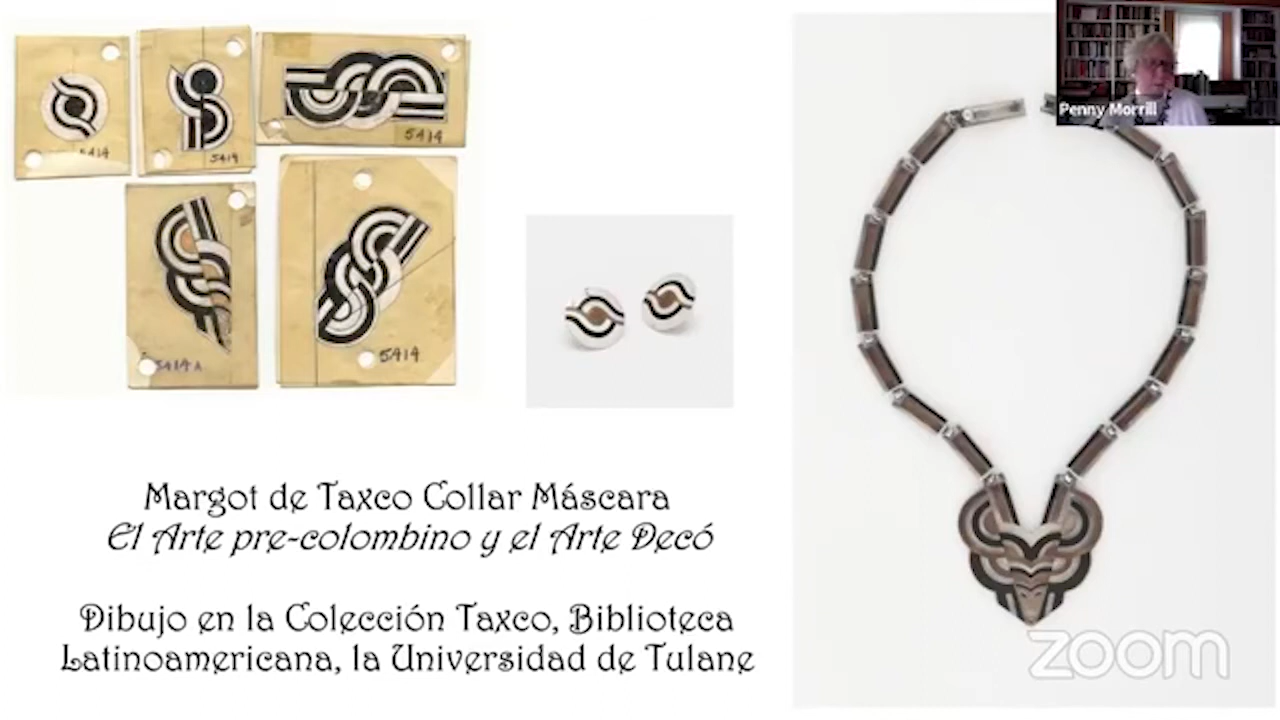 5414
5414
5414
5414A
5414
Penny Morrill
Margot de Taxco Collar Máscara
El Arte pre-colombino y el Arte Decó
Dibujo en la Colección Taxco, Biblioteca
Latinoamericana, la Universidad de Tulane
zoom